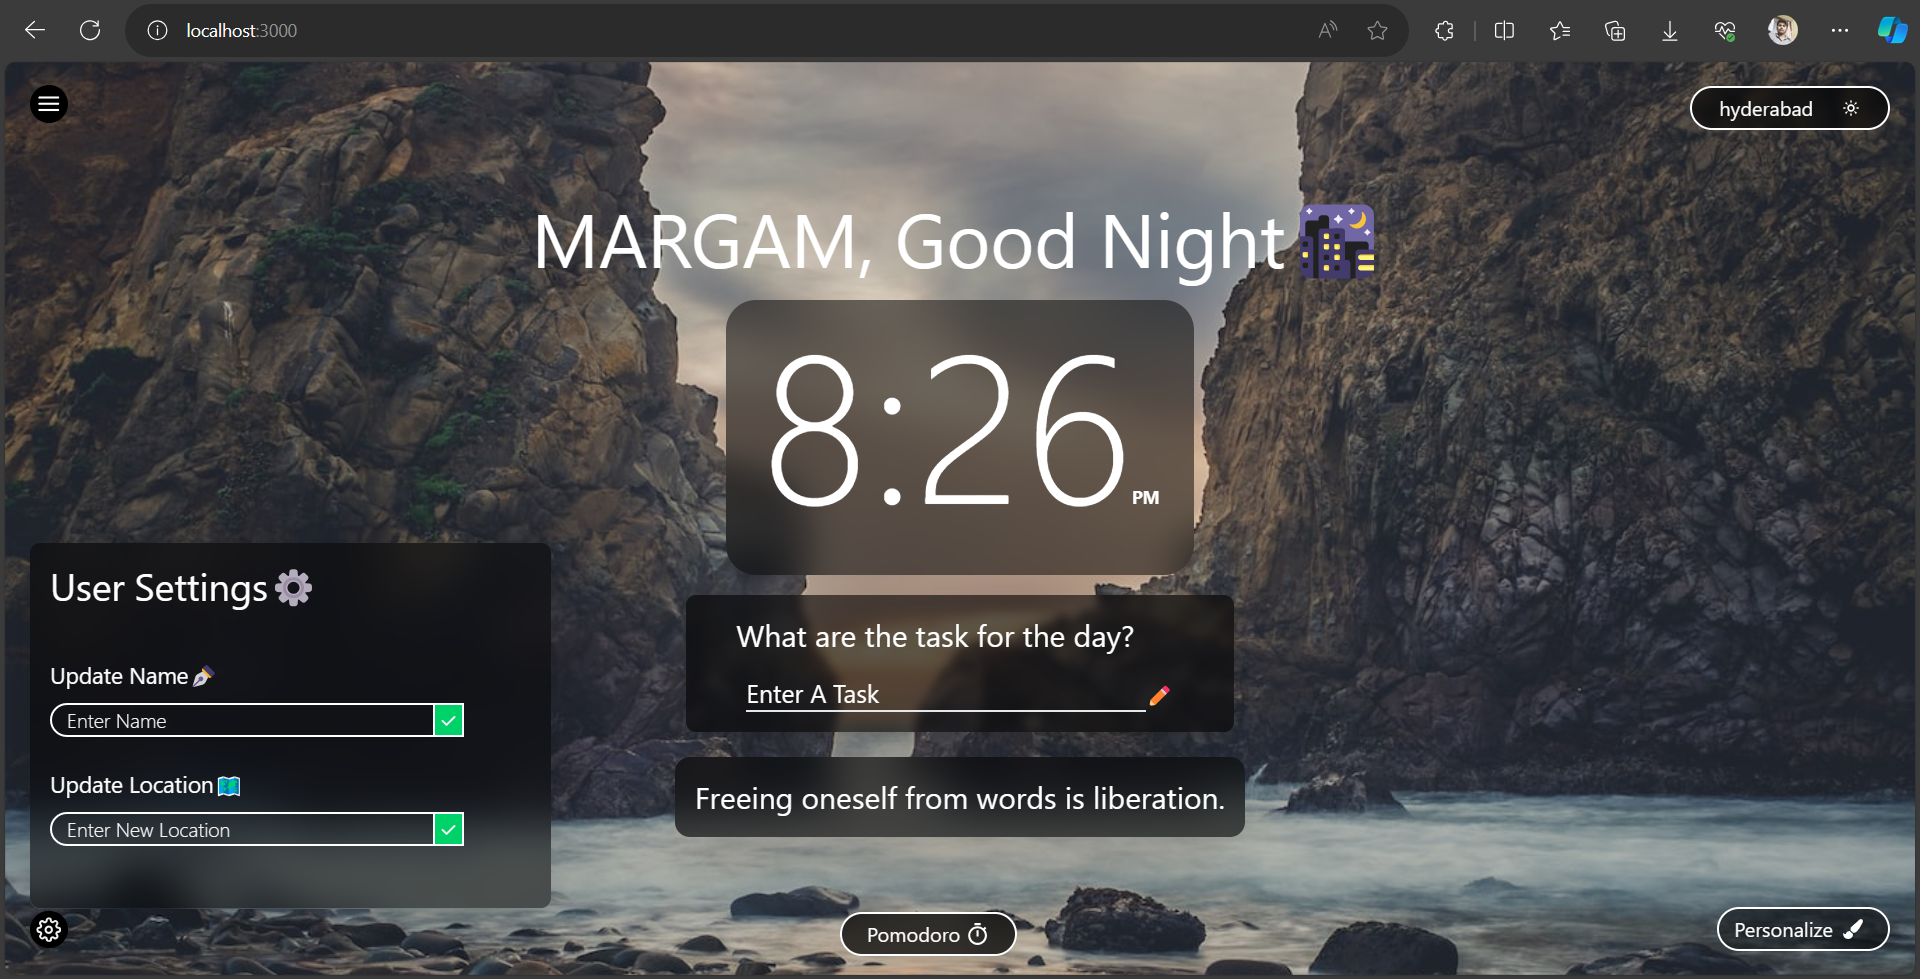 localhost:3000
hyderabad
MARGAM, Good Night
8:26 PM
User Settings
Update Name
Enter Name
Update Location
Enter New Location
What are the task for the day?
Enter A Task
Freeing oneself from words is liberation.
Pomodoro
Personalize